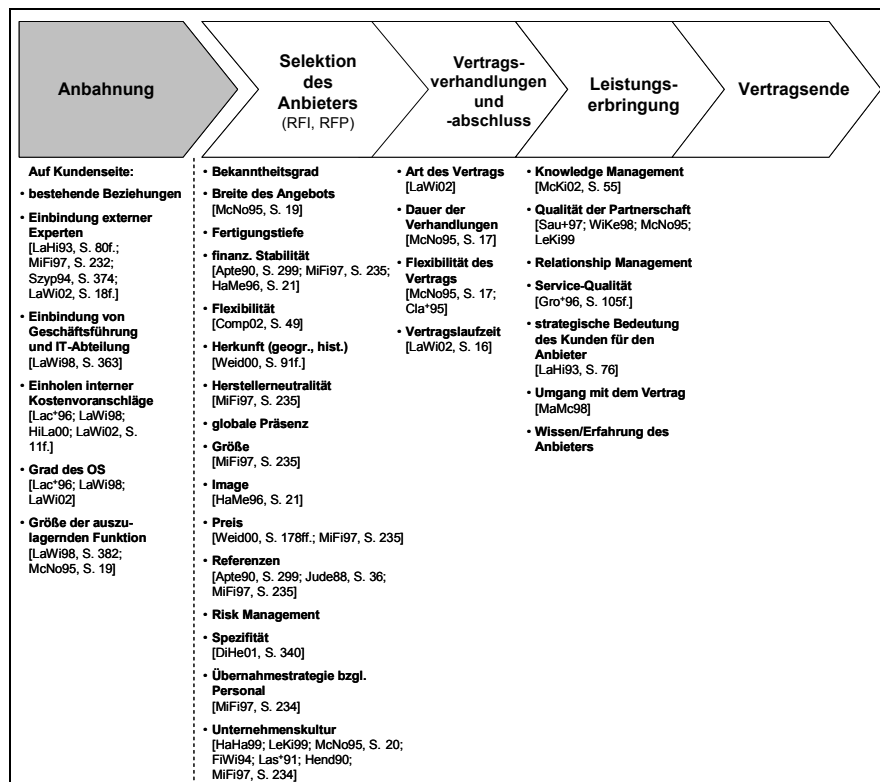 Anbahnung
Selektion
des
Anbieters
(RFI, RFP)
Vertrags-
verhandlungen
und
-abschluss
Leistungs-
erbringung
Vertragsende
Auf Kundenseite:
• bestehende Beziehungen
• Einbindung externer
Experten
[LaHi93, S. 80f.;
MiFi97, S. 232;
Szyp94, S. 374;
LaWi02, S. 18f.]
• Einbindung von
Geschäftsführung
und IT-Abteilung
[LaWi98, S. 363]
• Einholen interner
Kostenvoranschläge
[Lac+96; LaWi98;
HiLa00; LaWi02, S.
11f.]
• Grad des OS
[Lac+96; LaWi98;
LaWi02]
• Größe der auszu-
lagernden Funktion
[LaWi98, S. 382;
McNo95, S. 19]
• Bekanntheitsgrad
• Breite des Angebots
[McNo95, S. 19]
• Fertigungstiefe
• finanz. Stabilität
[Apte90, S. 299; MiFi97, S. 235;
HaMe96, S. 21]
• Flexibilität
[Comp02, S. 49]
• Herkunft (geogr., hist.)
[Weid00, S. 91f.]
• Herstellerneutralität
[MiFi97, S. 235]
• globale Präsenz
• Größe
[MiFi97, S. 235]
• Image
[HaMe96, S. 21]
• Preis
[Weid00, S. 178ff.; MiFi97, S. 235]
• Referenzen
[Apte90, S. 299; Jude88, S. 36;
MiFi97, S. 235]
• Risk Management
• Spezifität
[DiHe01, S. 340]
• Übernahmestrategie bzgl.
Personal
[MiFi97, S. 234]
• Unternehmenskultur
[HaHa99; LeKi99; McNo95, S. 20;
FiWi94; Las+91; Hend90;
MiFi97, S. 234]
• Art des Vertrags
[LaWi02]
• Dauer der
Verhandlungen
[McNo95, S. 17]
• Flexibilität des
Vertrags
[McNo95, S. 17;
Cla+95]
• Vertragslaufzeit
[LaWi02, S. 16]
• Knowledge Management
[McKi02, S. 55]
• Qualität der Partnerschaft
[Sau+97; WiKe98; McNo95;
LeKi99
• Relationship Management
• Service-Qualität
[Gro+96, S. 105f.]
• strategische Bedeutung
des Kunden für den
Anbieter
[LaHi93, S. 76]
• Umgang mit dem Vertrag
[MaMc98]
• Wissen/Erfahrung des
Anbieters